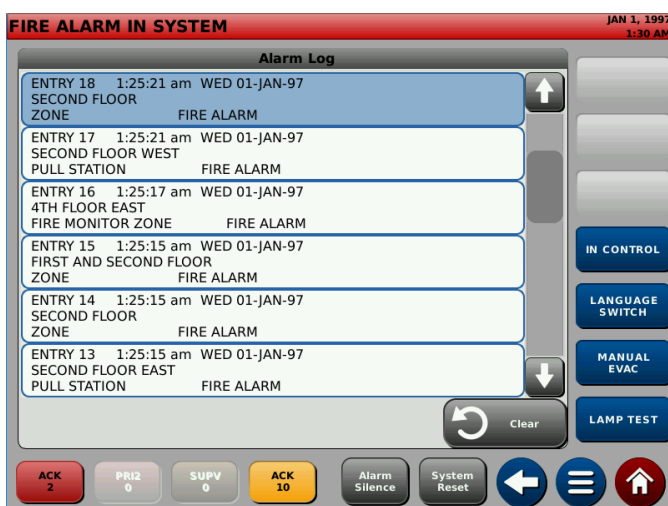 FIRE ALARM IN SYSTEM
JAN 1, 1997
1:30 AM
Alarm Log
ENTRY 18 1:25:21 am WED 01-JAN-97
SECOND FLOOR
ZONE FIRE ALARM
ENTRY 17 1:25:21 am WED 01-JAN-97
SECOND FLOOR WEST
PULL STATION FIRE ALARM
ENTRY 16 1:25:17 am WED 01-JAN-97
4TH FLOOR EAST
FIRE MONITOR ZONE FIRE ALARM
ENTRY 15 1:25:15 am WED 01-JAN-97
FIRST AND SECOND FLOOR
ZONE FIRE ALARM
ENTRY 14 1:25:15 am WED 01-JAN-97
SECOND FLOOR
ZONE FIRE ALARM
ENTRY 13 1:25:15 am WED 01-JAN-97
SECOND FLOOR EAST
PULL STATION FIRE ALARM
Clear
IN CONTROL
LANGUAGE
SWITCH
MANUAL
EVAC
LAMP TEST
ACK
2
PRI2
0
SUPV
0
ACK
10
Alarm
Silence
System
Reset